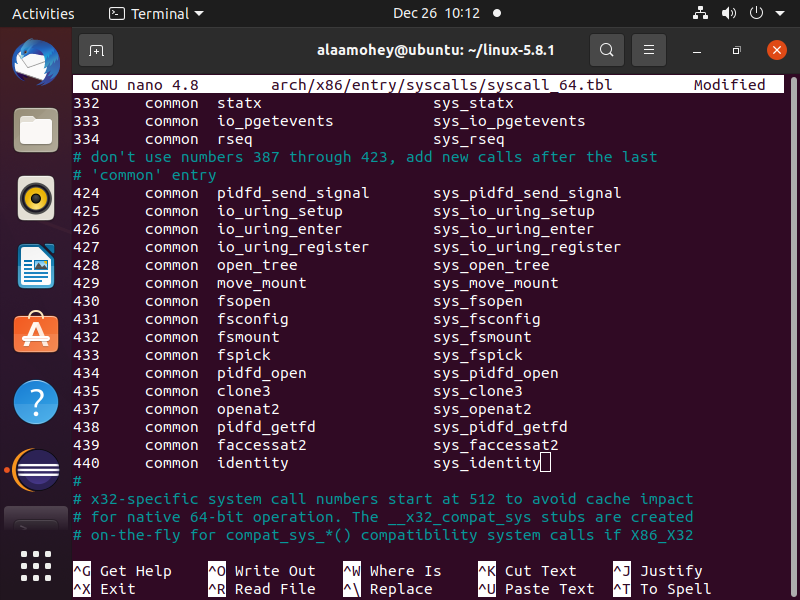 Activities Terminal Dec 26 10:12
alaamohey@ubuntu: ~/linux-5.8.1
GNU nano 4.8 arch/x86/entry/syscalls/syscall_64.tbl Modified
332 common statx sys_statx
333 common io_pgetevents sys_io_pgetevents
334 common rseq sys_rseq
# don't use numbers 387 through 423, add new calls after the last
# 'common' entry
424 common pidfd_send_signal sys_pidfd_send_signal
425 common io_uring_setup sys_io_uring_setup
426 common io_uring_enter sys_io_uring_enter
427 common io_uring_register sys_io_uring_register
428 common open_tree sys_open_tree
429 common move_mount sys_move_mount
430 common fsopen sys_fsopen
431 common fsconfig sys_fsconfig
432 common fsmount sys_fsmount
433 common fspick sys_fspick
434 common pidfd_open sys_pidfd_open
435 common clone3 sys_clone3
437 common openat2 sys_openat2
438 common pidfd_getfd sys_pidfd_getfd
439 common faccessat2 sys_faccessat2
440 common identity sys_identity
#
# x32-specific system call numbers start at 512 to avoid cache impact
# for native 64-bit operation. The __x32_compat_sys stubs are created
# on-the-fly for compat_sys_*() compatibility system calls if X86_X32
^G Get Help ^O Write Out ^W Where Is ^K Cut Text ^J Justify
^X Exit ^R Read File ^\ Replace ^U Paste Text ^T To Spell